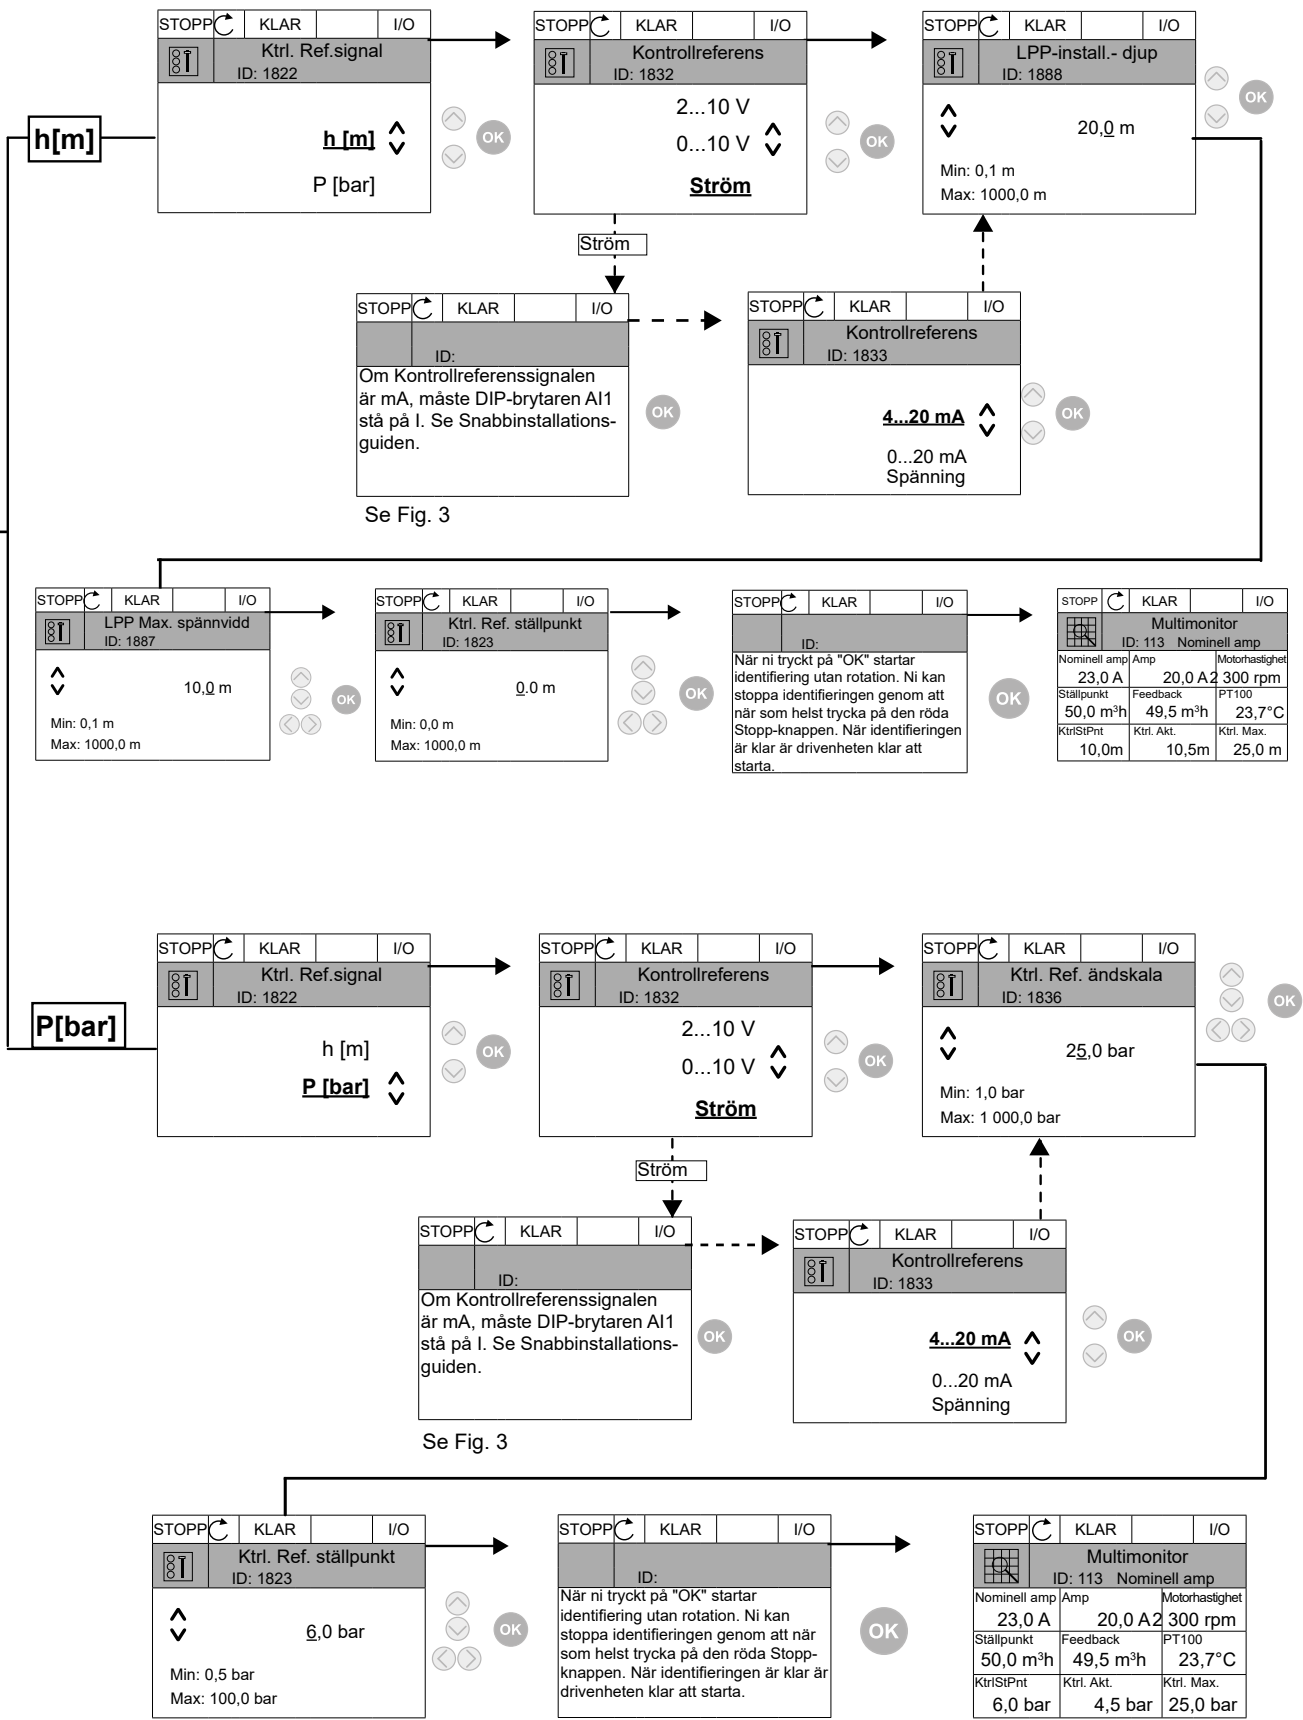 h[m]
STOPP KLAR I/O
Ktrl. Ref.signal
ID: 1822
h [m]
P [bar]
OK
STOPP KLAR I/O
Kontrollreferens
ID: 1832
2...10 V
0...10 V
Ström
OK
STOPP KLAR I/O
LPP-install.- djup
ID: 1888
20,0 m
Min: 0,1 m
Max: 1000,0 m
OK
Ström
STOPP KLAR I/O
ID:
Om Kontrollreferenssignalen
är mA, måste DIP-brytaren AI1
stå på I. Se Snabbinstallations-
guiden.
OK
Se Fig. 3
STOPP KLAR I/O
Kontrollreferens
ID: 1833
4...20 mA
0...20 mA
Spänning
OK
STOPP KLAR I/O
LPP Max. spännvidd
ID: 1887
10,0 m
Min: 0,1 m
Max: 1000,0 m
OK
STOPP KLAR I/O
Ktrl. Ref. ställpunkt
ID: 1823
0.0 m
Min: 0,0 m
Max: 1000,0 m
OK
STOPP KLAR I/O
ID:
När ni tryckt på "OK" startar
identifiering utan rotation. Ni kan
stoppa identifieringen genom att
när som helst trycka på den röda
Stopp-knappen. När identifieringen
är klar är drivenheten klar att
starta.
OK
STOPP KLAR I/O
Multimonitor
ID: 113 Nominell amp
Nominell amp Amp Motorhastighet
23,0 A 20,0 A 2 300 rpm
Ställpunkt Feedback PT100
50,0 m³h 49,5 m³h 23,7°C
KtrlStPnt Ktrl. Akt. Ktrl. Max.
10,0m 10,5m 25,0 m
P[bar]
STOPP KLAR I/O
Ktrl. Ref.signal
ID: 1822
h [m]
P [bar]
OK
STOPP KLAR I/O
Kontrollreferens
ID: 1832
2...10 V
0...10 V
Ström
OK
STOPP KLAR I/O
Ktrl. Ref. ändskala
ID: 1836
25,0 bar
Min: 1,0 bar
Max: 1 000,0 bar
OK
Ström
STOPP KLAR I/O
ID:
Om Kontrollreferenssignalen
är mA, måste DIP-brytaren AI1
stå på I. Se Snabbinstallations-
guiden.
OK
Se Fig. 3
STOPP KLAR I/O
Kontrollreferens
ID: 1833
4...20 mA
0...20 mA
Spänning
OK
STOPP KLAR I/O
Ktrl. Ref. ställpunkt
ID: 1823
6,0 bar
Min: 0,5 bar
Max: 100,0 bar
OK
STOPP KLAR I/O
ID:
När ni tryckt på "OK" startar
identifiering utan rotation. Ni kan
stoppa identifieringen genom att när
som helst trycka på den röda Stopp-
knappen. När identifieringen är klar är
drivenheten klar att starta.
OK
STOPP KLAR I/O
Multimonitor
ID: 113 Nominell amp
Nominell amp Amp Motorhastighet
23,0 A 20,0 A 2 300 rpm
Ställpunkt Feedback PT100
50,0 m³h 49,5 m³h 23,7°C
KtrlStPnt Ktrl. Akt. Ktrl. Max.
6,0 bar 4,5 bar 25,0 bar